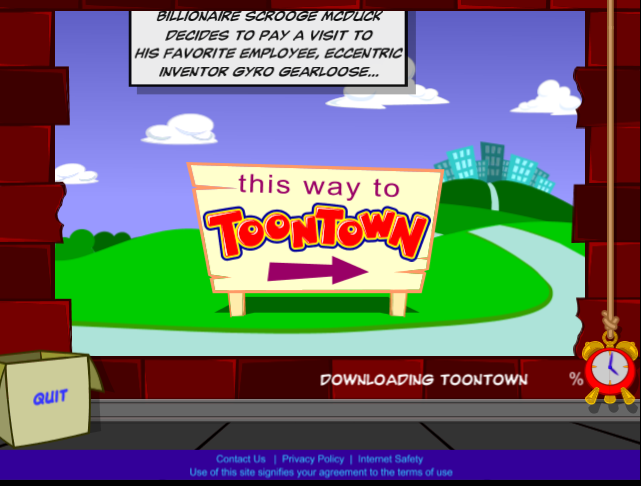 BILLIONAIRE SCROOGE MCDUCK
DECIDES TO PAY A VISIT TO
HIS FAVORITE EMPLOYEE, ECCENTRIC
INVENTOR GYRO GEARLOOSE...
this way to
TOONTOWN
DOWNLOADING TOONTOWN %
QUIT
Contact Us | Privacy Policy | Internet Safety
Use of this site signifies your agreement to the terms of use